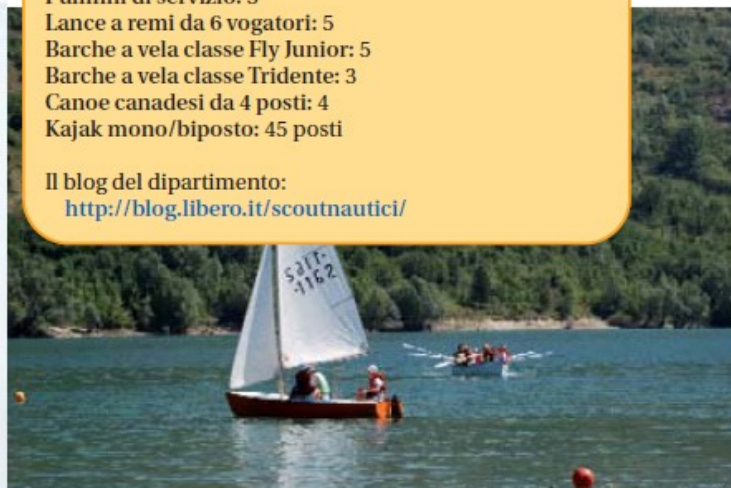 Lance a remi da 6 vogatori: 5
Barche a vela classe Fly Junior: 5
Barche a vela classe Tridente: 3
Canoe canadesi da 4 posti: 4
Kajak mono/biposto: 45 posti
Il blog del dipartimento:
http://blog.libero.it/scoutnautici/